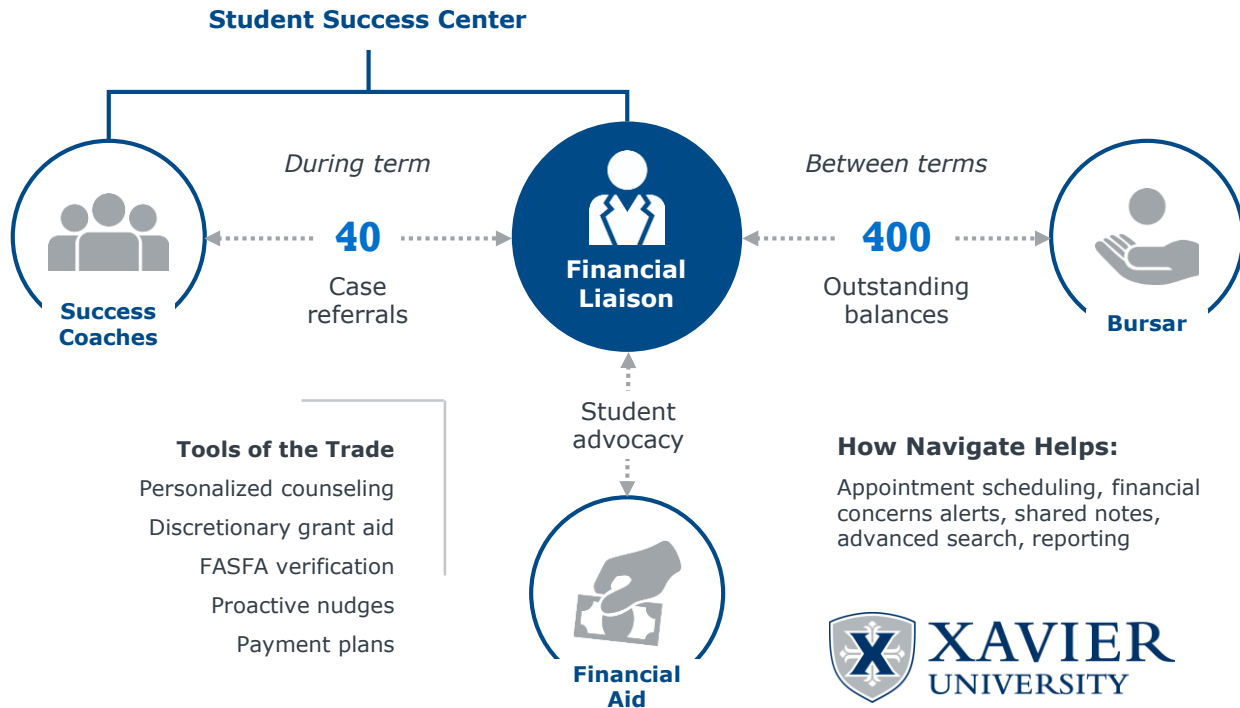 Student Success Center
During term
40
Case
referrals
Between terms
400
Outstanding
balances
Financial
Liaison
Success
Coaches
Bursar
Student
advocacy
Tools of the Trade
Personalized counseling
Discretionary grant aid
FASFA verification
Proactive nudges
Payment plans
How Navigate Helps:
Appointment scheduling, financial
concerns alerts, shared notes,
advanced search, reporting
Financial
Aid
X
XAVIER
UNIVERSITY